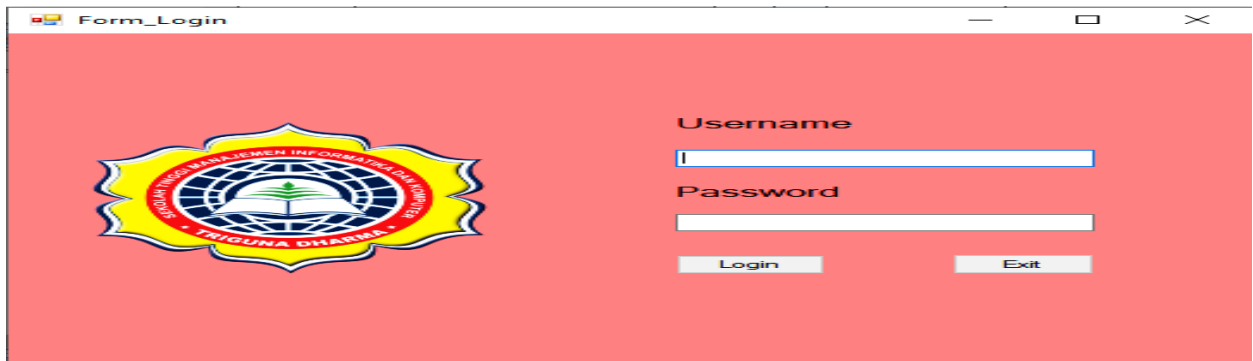 Form_Login
SEKOLAH TINGGI MANAJEMEN INFORMATIKA DAN KOMPUTER
• TRIGUNA DHARMA •
Username
Password
Login
Exit